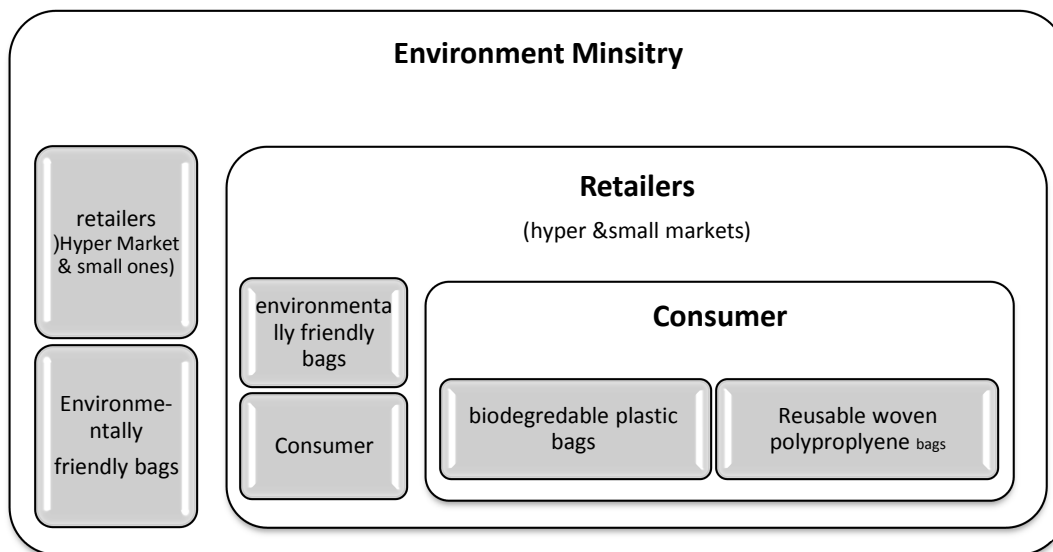 Environment Minsitry
retailers
)Hyper Market
& small ones)
Environme-
ntally
friendly bags
Retailers
(hyper &small markets)
environmenta
lly friendly
bags
Consumer
Consumer
biodegredable plastic
bags
Reusable woven
polyproplyene bags